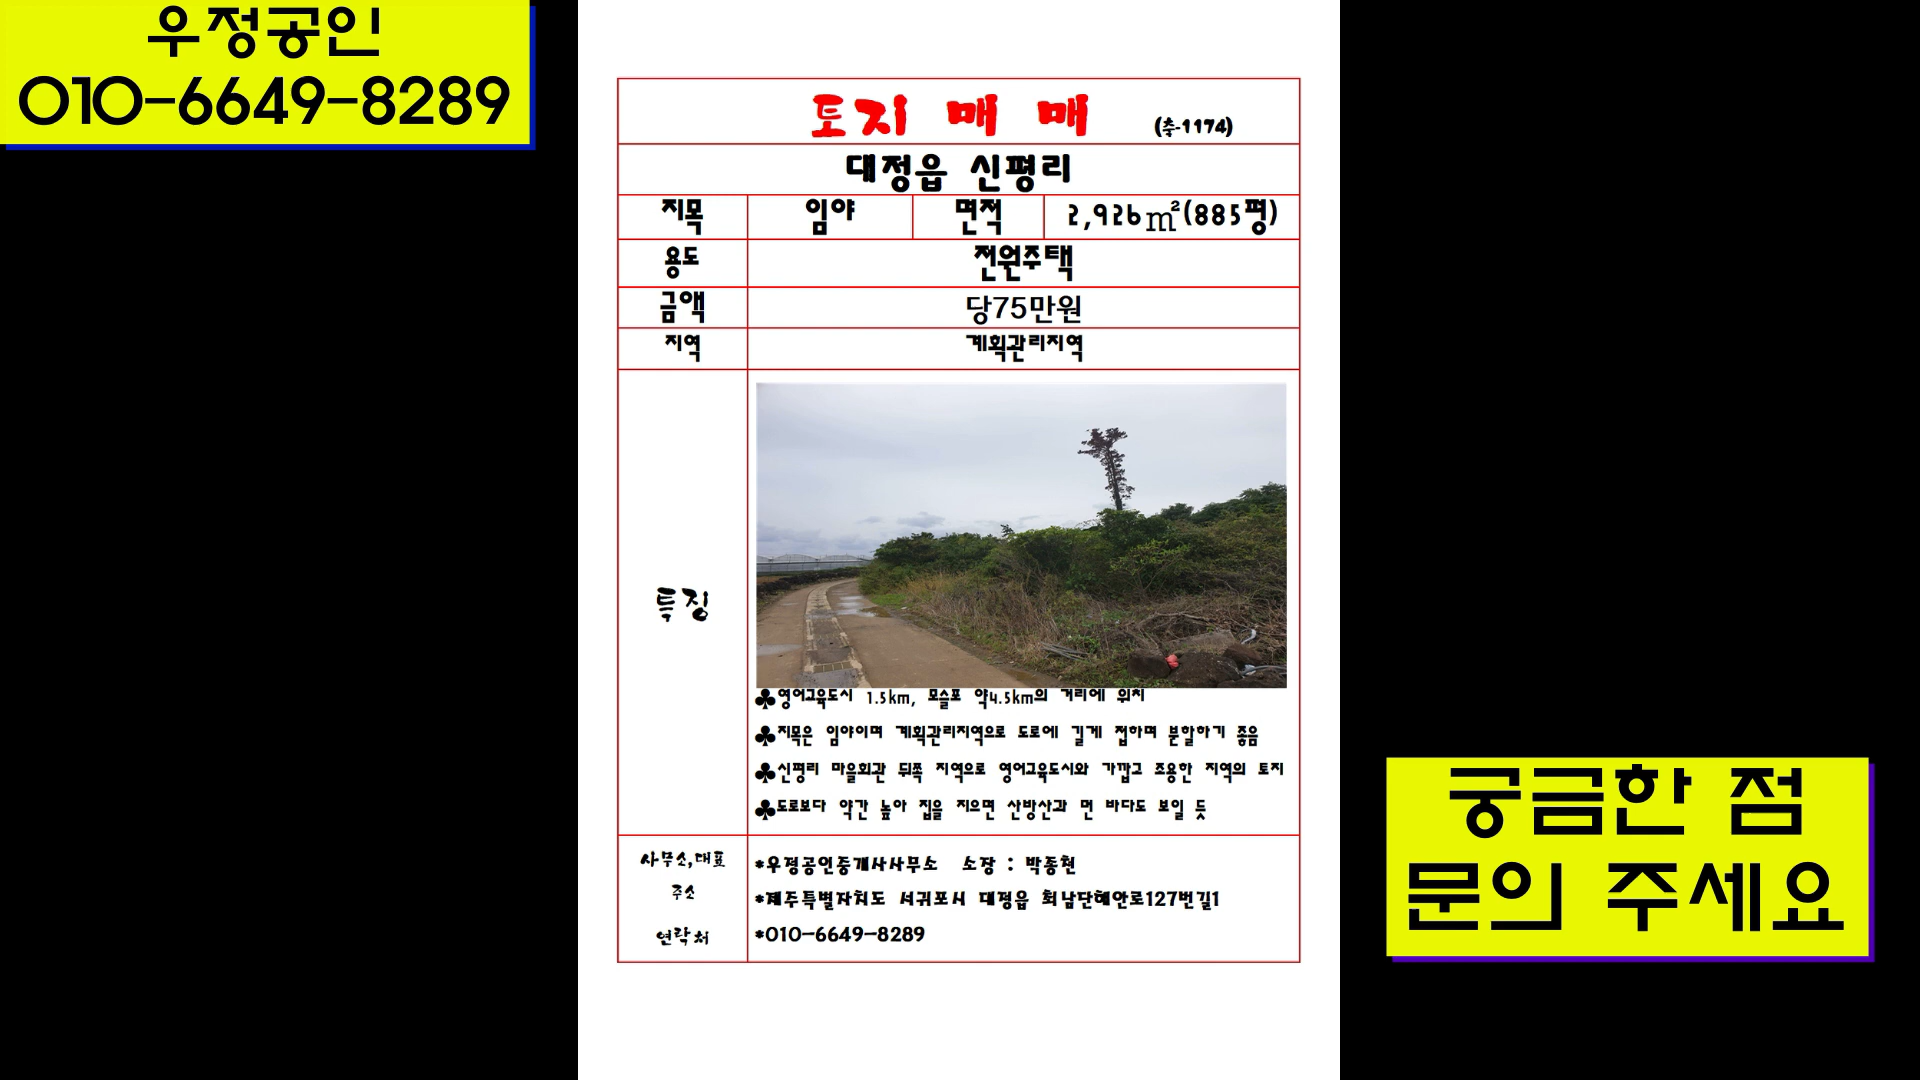 우정공인
010-6649-8289
토지 매 매 (축-1174)
대정읍 신평리
지목 임야 면적 2,926㎡(885평)
용도 전원주택
금액 당75만원
지역 계획관리지역
특징
♣영어교육도시 1.5km, 모슬포 약4.5km의 거리에 위치
♣지목은 임야이며 계획관리지역으로 도로에 길게 접하며 분할하기 좋음
♣신평리 마을회관 뒤쪽 지역으로 영어교육도시와 가깝고 조용한 지역의 토지
♣도로보다 약간 높아 집을 지으면 산방산과 먼 바다도 보일 듯
사무소,대표 *우정공인중개사사무소 소장 : 박종천
주소 *제주특별자치도 서귀포시 대정읍 최남단해안로127번길1
연락처 *010-6649-8289
궁금한 점
문의 주세요